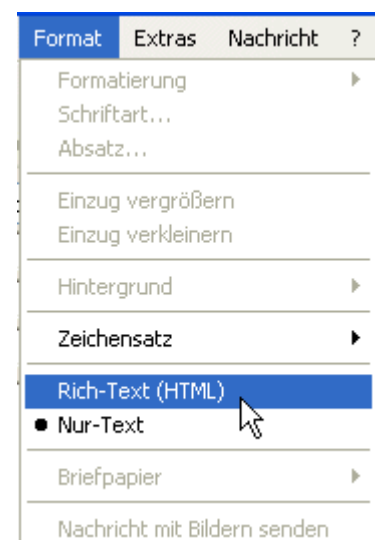 Format Extras Nachricht ?
Formatierung
Schriftart...
Absatz...
Einzug vergrößern
Einzug verkleinern
Hintergrund
Zeichensatz
Rich-Text (HTML)
Nur-Text
Briefpapier
Nachricht mit Bildern senden